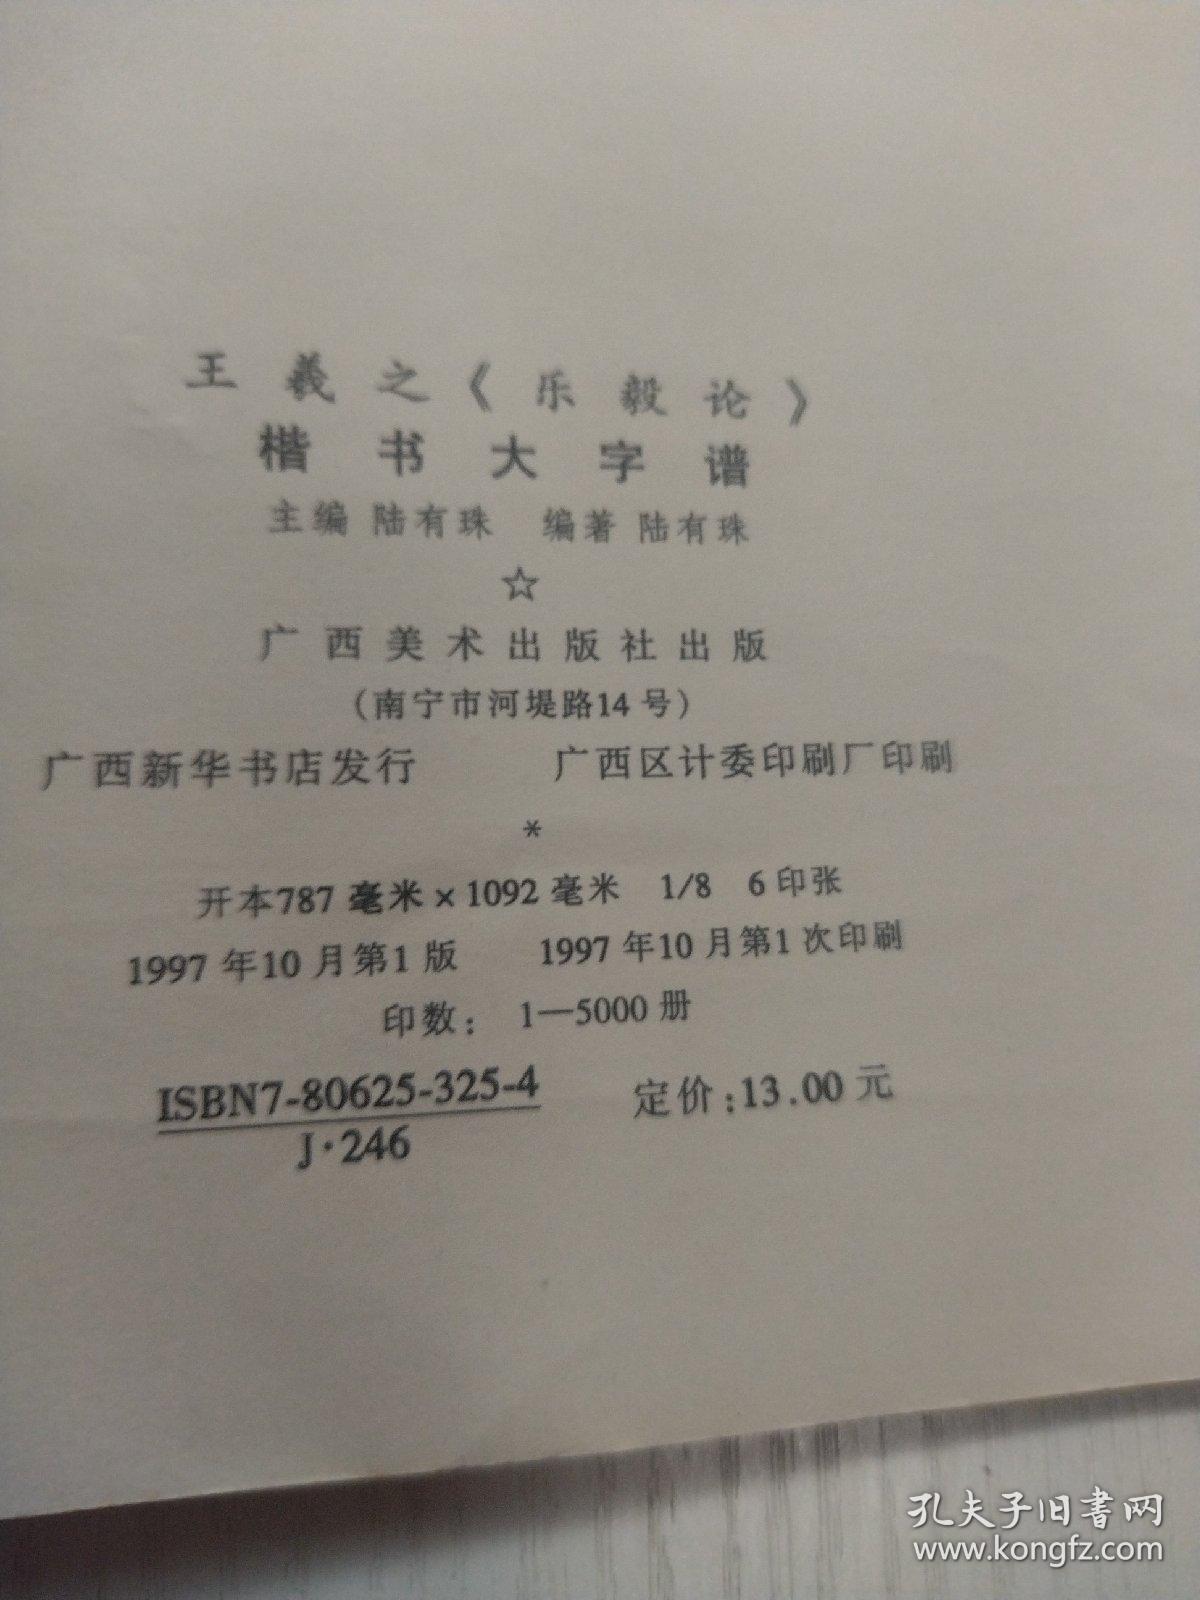 王羲之《乐毅论》
楷书大字谱
主编 陆有珠 编著 陆有珠
☆
广西美术出版社出版
(南宁市河堤路14号)
广西新华书店发行 广西区计委印刷厂印刷
*
开本787毫米×1092毫米 1/8 6印张
1997年10月第1版 1997年10月第1次印刷
印数: 1—5000册
ISBN7-80625-325-4
J·246
定价:13.00元
孔夫子旧书网
www.kongfz.com